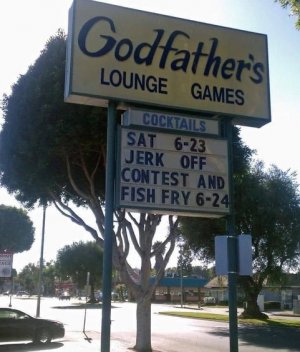 Godfather's
LOUNGE GAMES
COCKTAILS
SAT 6-23
JERK OFF
CONTEST AND
FISH FRY 6-24